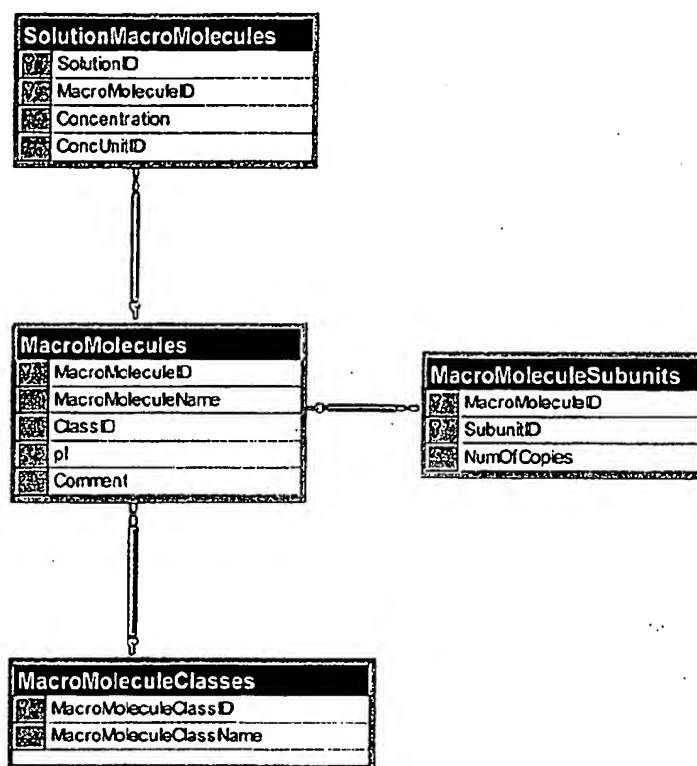 SolutionMacroMolecules
SolutionID
MacroMoleculeID
Concentration
ConcUnitID
MacroMolecules
MacroMoleculeID
MacroMoleculeName
ClassID
pI
Comment
MacroMoleculeSubunits
MacroMoleculeID
SubunitID
NumOfCopies
MacroMoleculeClasses
MacroMoleculeClassID
MacroMoleculeClassName